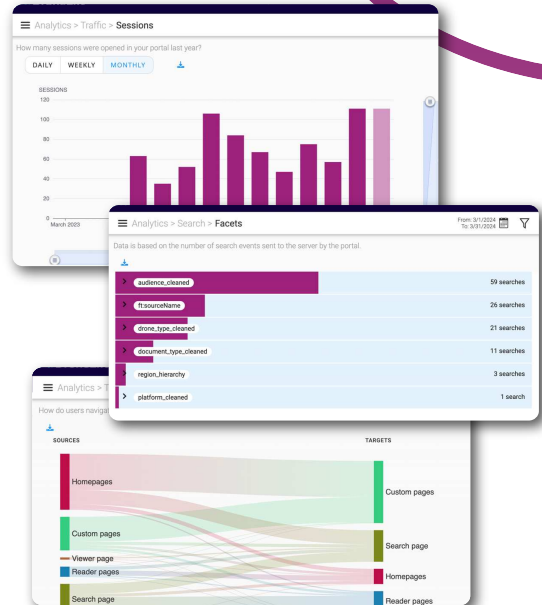 Analytics > Traffic > Sessions
How many sessions were opened in your portal last year?
DAILY WEEKLY MONTHLY
SESSIONS
120
100
80
60
40
20
0
March 2023
Analytics > Search > Facets
From: 3/1/2024
To: 3/31/2024
Data is based on the number of search events sent to the server by the portal.
audience_cleaned 59 searches
ft:sourceName 26 searches
drone_type_cleaned 21 searches
document_type_cleaned 11 searches
region_hierarchy 3 searches
platform_cleaned 1 search
Analytics > T
How do users naviga
SOURCES TARGETS
Homepages
Custom pages
Custom pages
Search page
Viewer page
Reader pages
Homepages
Search page
Reader pages